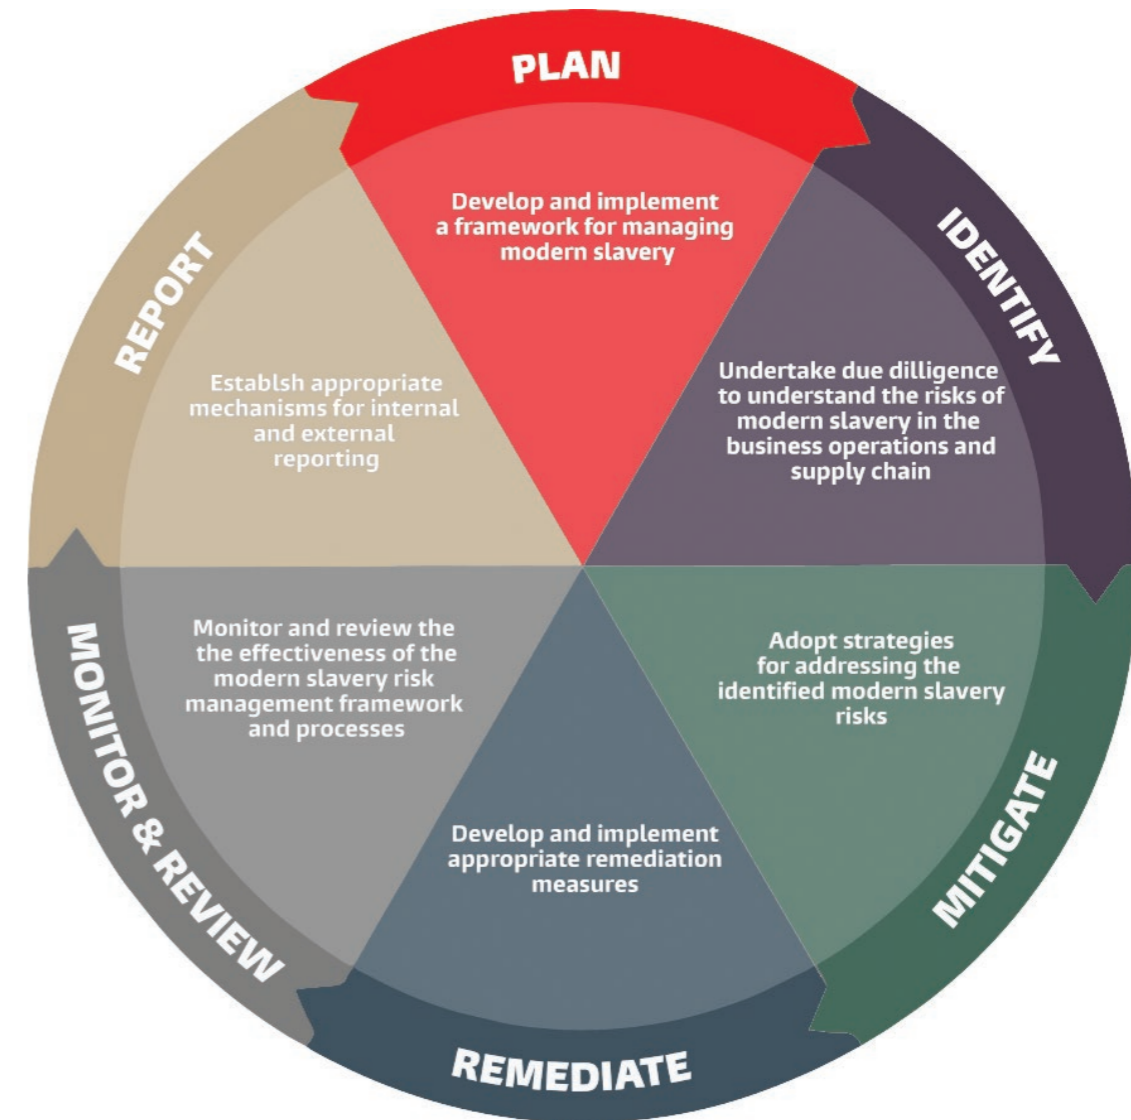 PLAN
Develop and implement
a framework for managing
modern slavery
IDENTIFY
Undertake due dilligence
to understand the risks of
modern slavery in the
business operations and
supply chain
MITIGATE
Adopt strategies
for addressing the
identified modern slavery
risks
REMEDIATE
Develop and implement
appropriate remediation
measures
MONITOR & REVIEW
Monitor and review the
the effectiveness of the
modern slavery risk
management framework
and processes
REPORT
Establsh appropriate
mechanisms for internal
and external
reporting